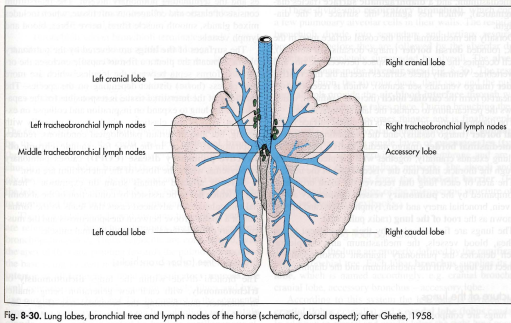 Right cranial lobe
Left cranial lobe
Left tracheobronchial lymph nodes
Right tracheobronchial lymph nodes
Middle tracheobronchial lymph nodes
Accessory lobe
Left caudal lobe
Right caudal lobe
Fig. 8-30. Lung lobes, bronchial tree and lymph nodes of the horse (schematic, dorsal aspect); after Ghetie, 1958.